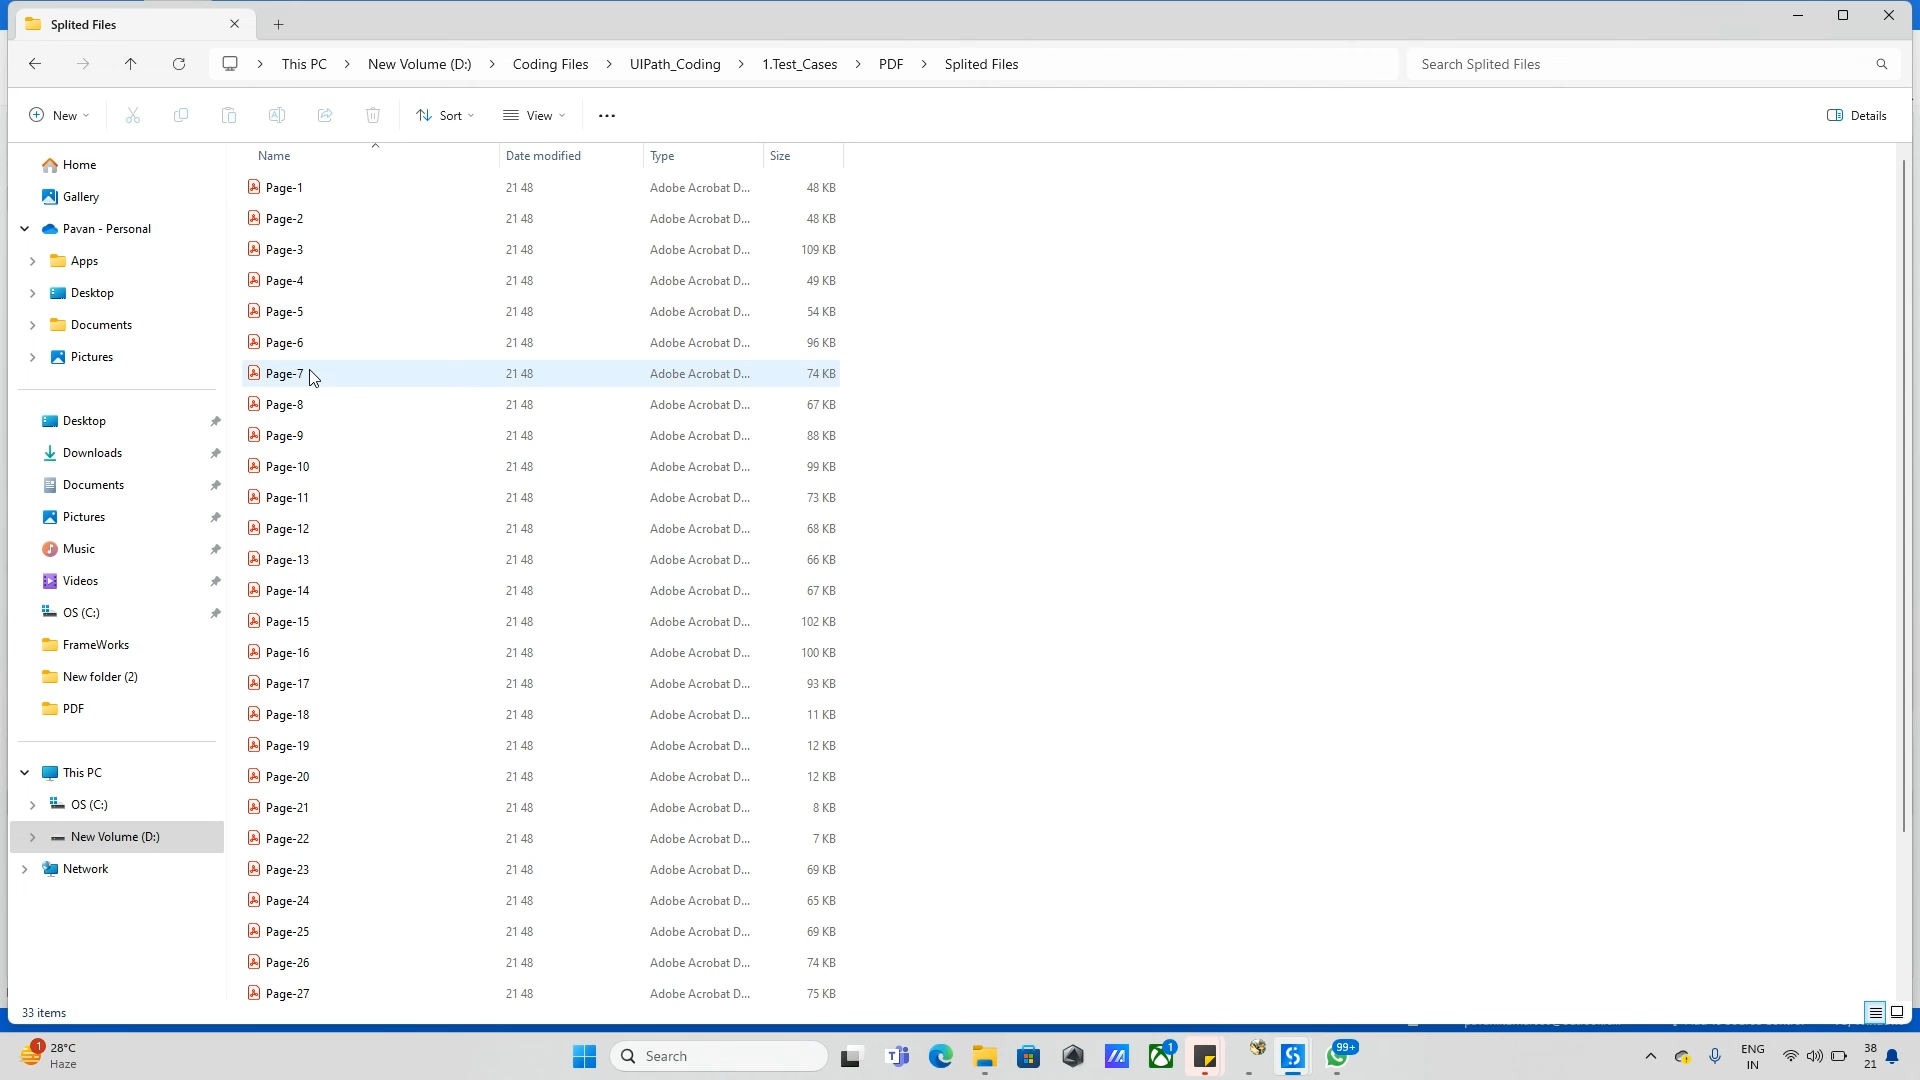 Splited Files
This PC
New Volume (D:)
Coding Files
UIPath_Coding
1.Test_Cases
PDF
Splited Files
Search Splited Files
New
Sort
View
Details
Home
Gallery
Pavan - Personal
Apps
Desktop
Documents
Pictures
Desktop
Downloads
Documents
Pictures
Music
Videos
OS (C:)
FrameWorks
New folder (2)
PDF
This PC
OS (C:)
New Volume (D:)
Network
Name Date modified Type Size
Page-1 21 48 Adobe Acrobat D... 48 KB
Page-2 21 48 Adobe Acrobat D... 48 KB
Page-3 21 48 Adobe Acrobat D... 109 KB
Page-4 21 48 Adobe Acrobat D... 49 KB
Page-5 21 48 Adobe Acrobat D... 54 KB
Page-6 21 48 Adobe Acrobat D... 96 KB
Page-7 21 48 Adobe Acrobat D... 74 KB
Page-8 21 48 Adobe Acrobat D... 67 KB
Page-9 21 48 Adobe Acrobat D... 88 KB
Page-10 21 48 Adobe Acrobat D... 99 KB
Page-11 21 48 Adobe Acrobat D... 73 KB
Page-12 21 48 Adobe Acrobat D... 68 KB
Page-13 21 48 Adobe Acrobat D... 66 KB
Page-14 21 48 Adobe Acrobat D... 67 KB
Page-15 21 48 Adobe Acrobat D... 102 KB
Page-16 21 48 Adobe Acrobat D... 100 KB
Page-17 21 48 Adobe Acrobat D... 93 KB
Page-18 21 48 Adobe Acrobat D... 11 KB
Page-19 21 48 Adobe Acrobat D... 12 KB
Page-20 21 48 Adobe Acrobat D... 12 KB
Page-21 21 48 Adobe Acrobat D... 8 KB
Page-22 21 48 Adobe Acrobat D... 7 KB
Page-23 21 48 Adobe Acrobat D... 69 KB
Page-24 21 48 Adobe Acrobat D... 65 KB
Page-25 21 48 Adobe Acrobat D... 69 KB
Page-26 21 48 Adobe Acrobat D... 74 KB
Page-27 21 48 Adobe Acrobat D... 75 KB
33 items
1
28°C
Haze
Search
1
99+
ENG
IN
38
21